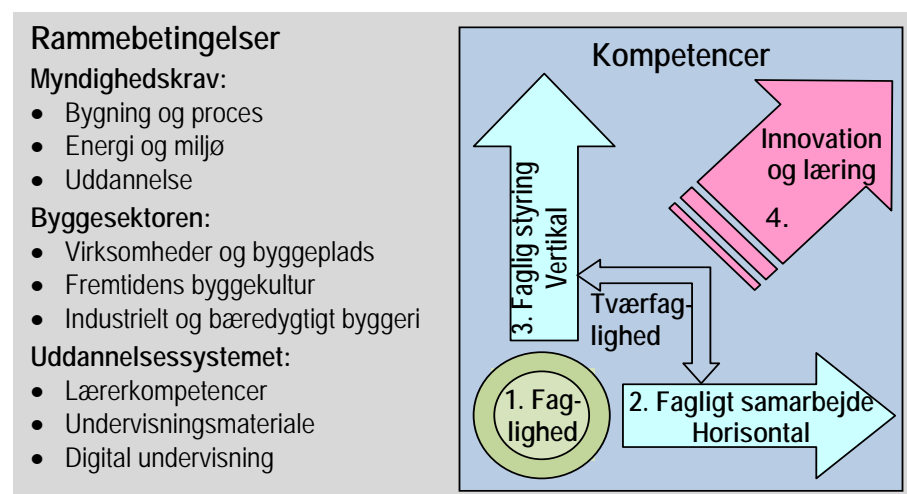 Rammebetingelser
Myndighedskrav:
• Bygning og proces
• Energi og miljø
• Uddannelse
Byggesektoren:
• Virksomheder og byggeplads
• Fremtidens byggekultur
• Industrielt og bæredygtigt byggeri
Uddannelsessystemet:
• Lærerkompetencer
• Undervisningsmateriale
• Digital undervisning
Kompetencer
Innovation
og læring
4.
3. Faglig styring
Vertikal
Tværfag-
lighed
1. Fag-
lighed
2. Fagligt samarbejde
Horisontal